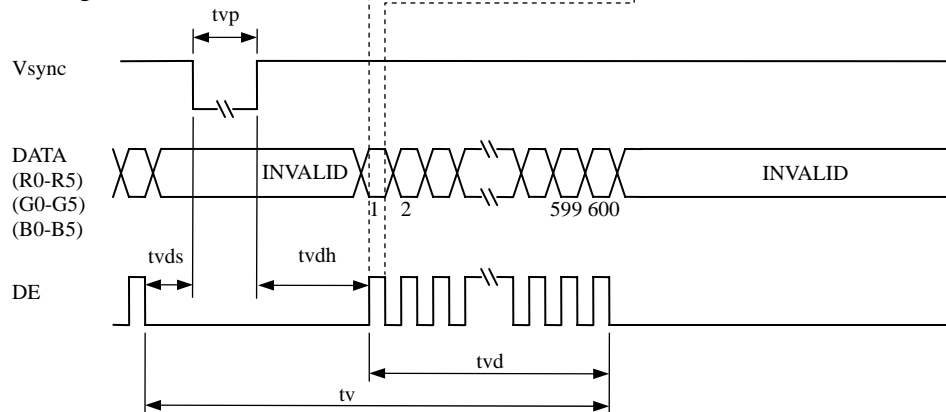 tvp
Vsync
DATA
(R0-R5)
(G0-G5)
(B0-B5)
INVALID
INVALID
1 2 599 600
tvds
tvdh
DE
tvd
tv